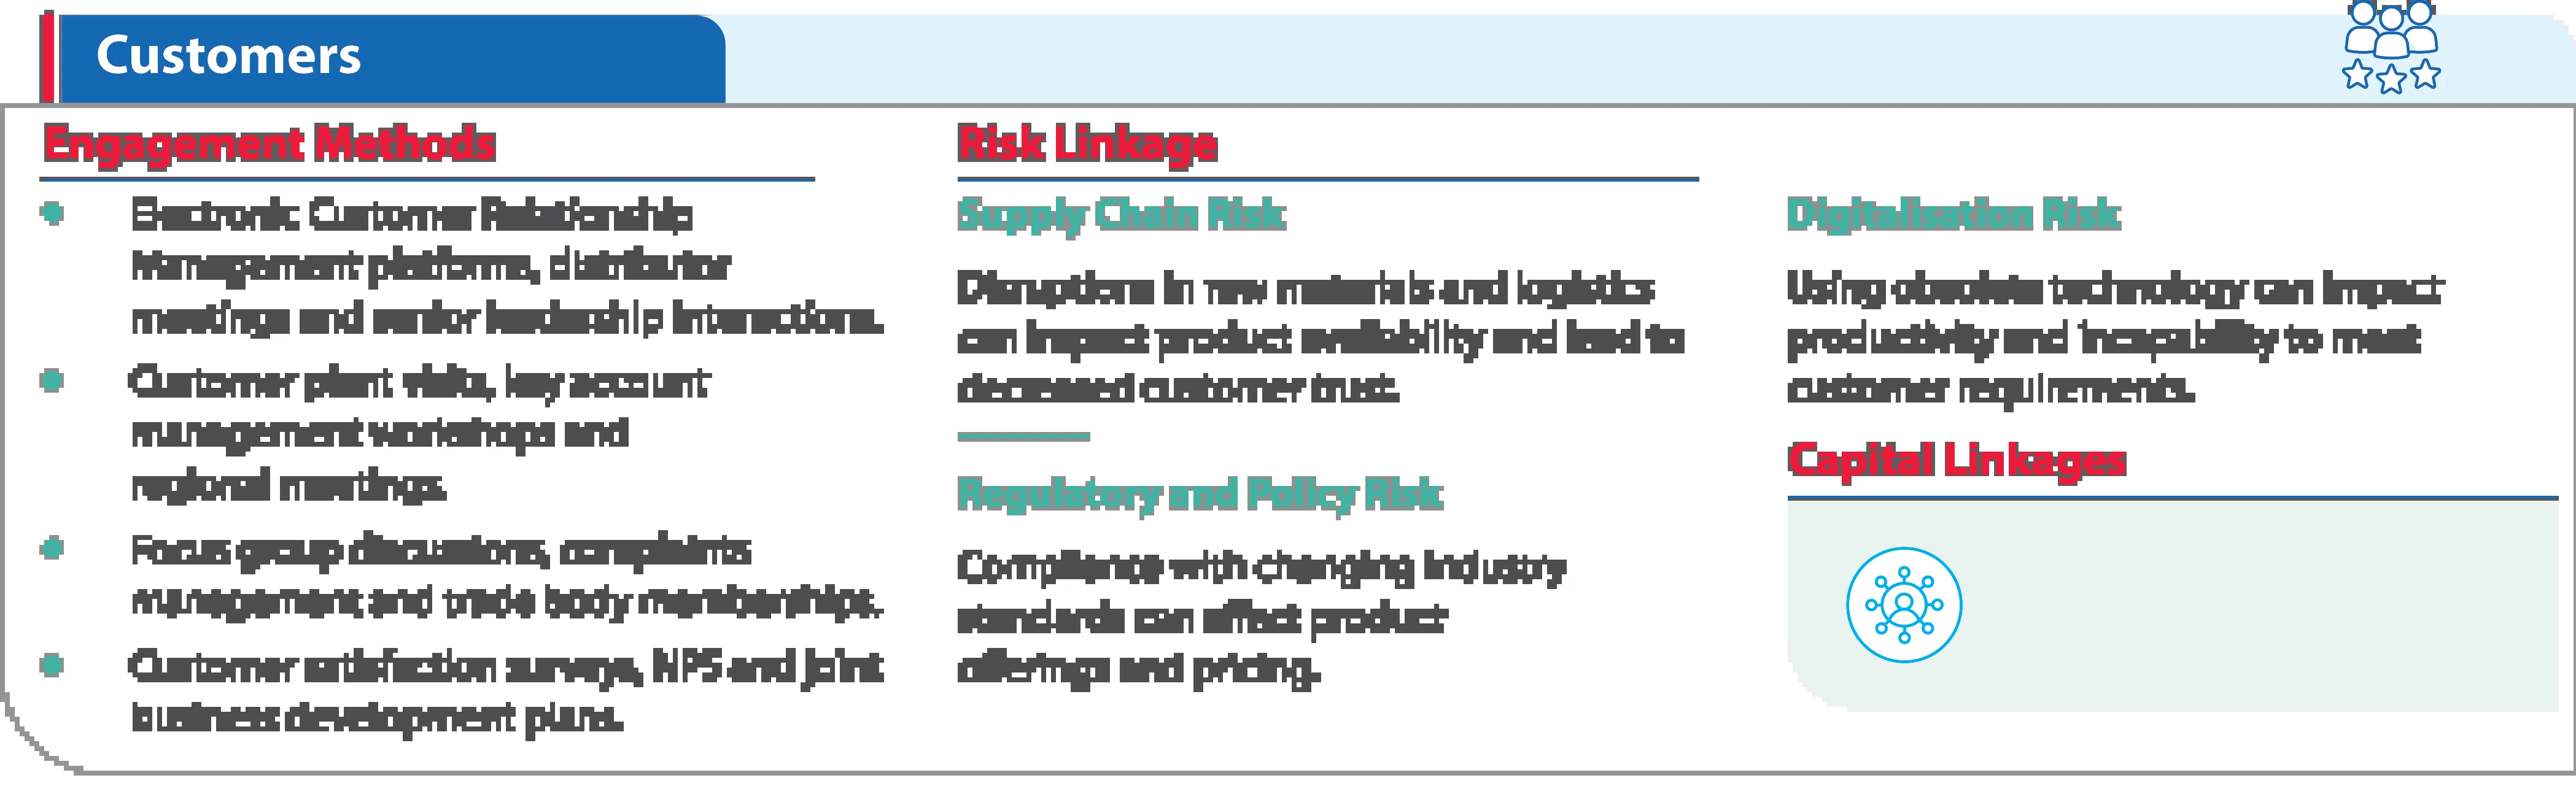 Customers
Engagement Methods
Electronic Customer Relationship
Management platforms, distributor
meetings and senior leadership interactions.
Customer plant visits, key account
management workshops and
regional meetings.
Focus group discussions, complaints
management and trade body memberships.
Customer satisfaction surveys, NPS and joint
business development plans.
Risk Linkage
Supply Chain Risk
Disruptions in raw materials and logistics
can impact product availability and lead to
decreased customer trust.
Regulatory and Policy Risk
Compliance with changing industry
standards can affect product
offerings and pricing.
Digitalisation Risk
Using obsolete technology can impact
productivity and incapability to meet
customer requirements.
Capital Linkages